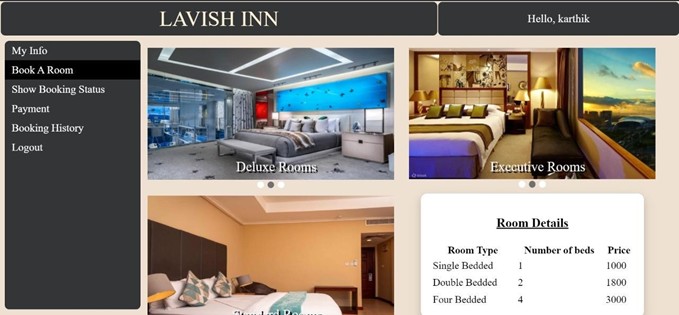 LAVISH INN
Hello, karthik
My Info
Book A Room
Show Booking Status
Payment
Booking History
Logout
Deluxe Rooms
Executive Rooms
Standard Rooms
Room Details
Room Type Number of beds Price
Single Bedded 1 1000
Double Bedded 2 1800
Four Bedded 4 3000